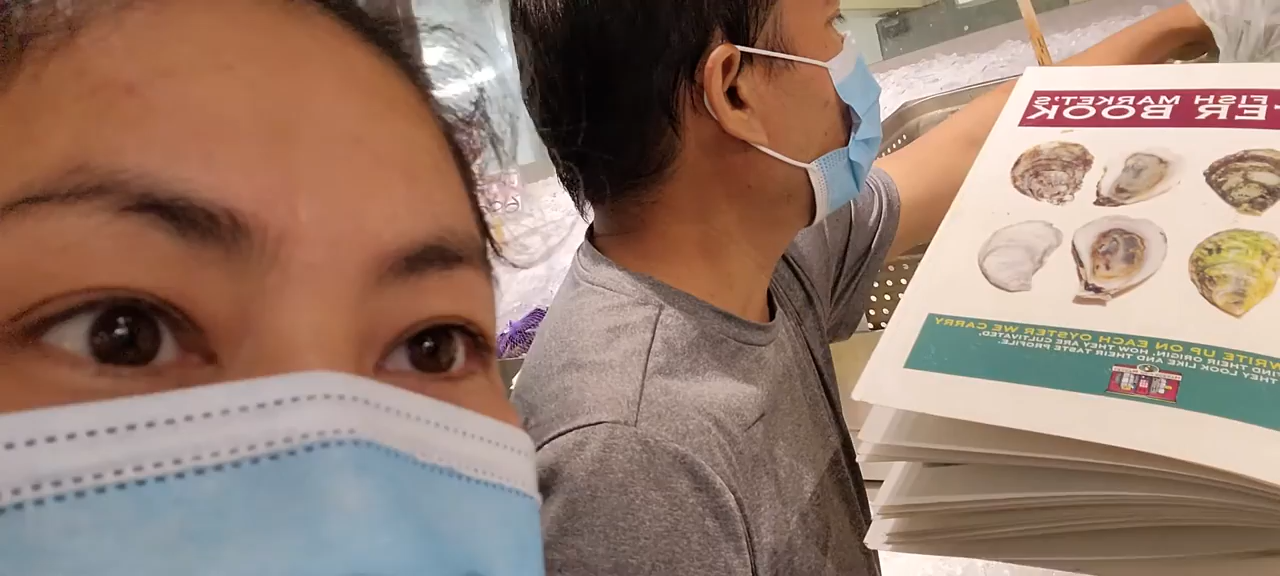 FISH MARKET'S
ER BOOK
WRITE UP ON EACH OYSTER WE CARRY
ORIGIN, HOW THEY ARE CULTIVATED,
AND THEIR TASTE PROFILE.
THEY LOOK LIKE